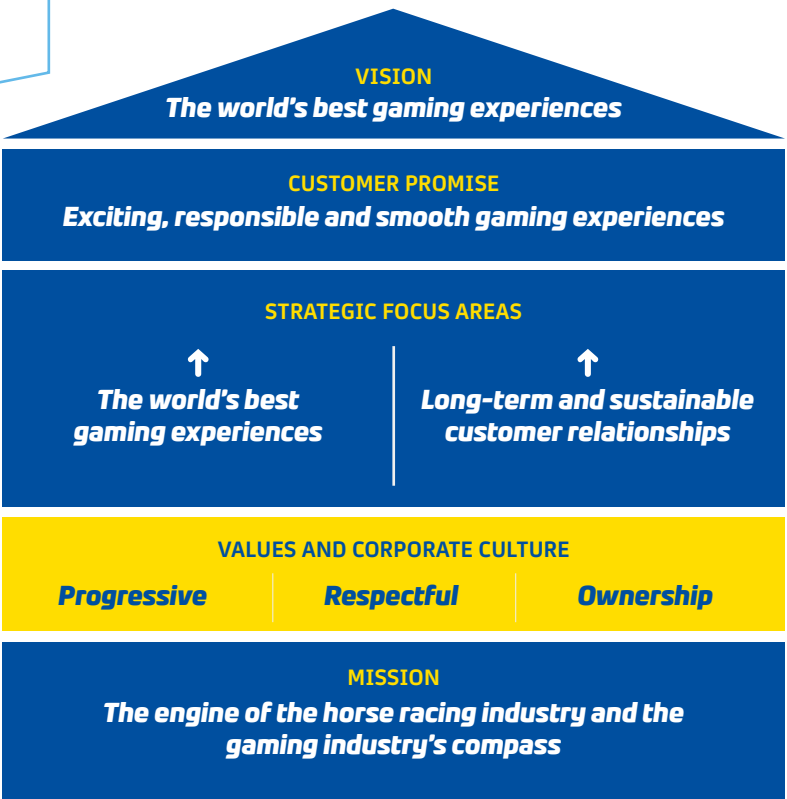 VISION
The world's best gaming experiences
CUSTOMER PROMISE
Exciting, responsible and smooth gaming experiences
STRATEGIC FOCUS AREAS
The world's best
gaming experiences
Long-term and sustainable
customer relationships
VALUES AND CORPORATE CULTURE
Progressive
Respectful
Ownership
MISSION
The engine of the horse racing industry and the
gaming industry's compass